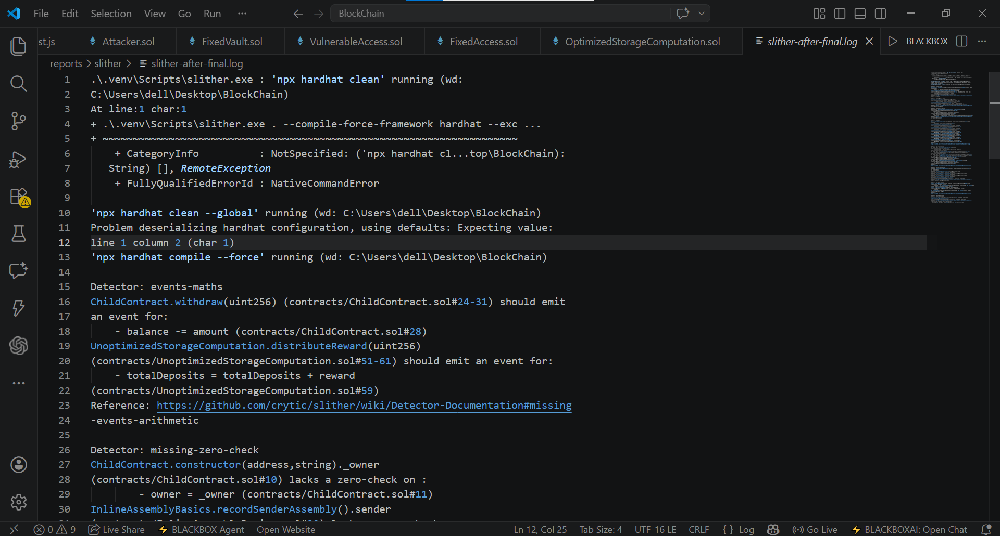 File Edit Selection View Go Run ··· BlockChain
st.js Attacker.sol FixedVault.sol VulnerableAccess.sol FixedAccess.sol OptimizedStorageComputation.sol slither-after-final.log BLACKBOX
reports > slither > slither-after-final.log
1 .\.venv\Scripts\slither.exe : 'npx hardhat clean' running (wd:
2 C:\Users\dell\Desktop\BlockChain)
3 At line:1 char:1
4 + .\.venv\Scripts\slither.exe . --compile-force-framework hardhat --exc ...
5 + ~~~~~~~~~~~~~~~~~~~~~~~~~~~~~~~~~~~~~~~~~~~~~~~~~~~~~~~~~~~~~~~~~~~~~
6     + CategoryInfo          : NotSpecified: ('npx hardhat cl...top\BlockChain):
7    String) [], RemoteException
8     + FullyQualifiedErrorId : NativeCommandError
9
10 'npx hardhat clean --global' running (wd: C:\Users\dell\Desktop\BlockChain)
11 Problem deserializing hardhat configuration, using defaults: Expecting value:
12 line 1 column 2 (char 1)
13 'npx hardhat compile --force' running (wd: C:\Users\dell\Desktop\BlockChain)
14
15 Detector: events-maths
16 ChildContract.withdraw(uint256) (contracts/ChildContract.sol#24-31) should emit
17 an event for:
18     - balance -= amount (contracts/ChildContract.sol#28)
19 UnoptimizedStorageComputation.distributeReward(uint256)
20 (contracts/UnoptimizedStorageComputation.sol#51-61) should emit an event for:
21     - totalDeposits = totalDeposits + reward
22 (contracts/UnoptimizedStorageComputation.sol#59)
23 Reference: https://github.com/crytic/slither/wiki/Detector-Documentation#missing
24 -events-arithmetic
25
26 Detector: missing-zero-check
27 ChildContract.constructor(address,string)._owner
28 (contracts/ChildContract.sol#10) lacks a zero-check on :
29         - owner = _owner (contracts/ChildContract.sol#11)
30 InlineAssemblyBasics.recordSenderAssembly().sender
0 9 Live Share BLACKBOX Agent Open Website Ln 12, Col 25 Tab Size: 4 UTF-16 LE CRLF { } Log Go Live BLACKBOXAI: Open Chat